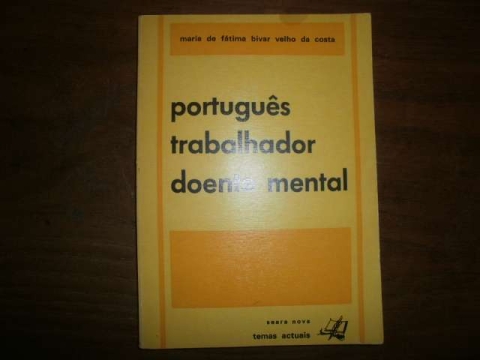 maria de fátima bivar velho da costa
português
trabalhador
doente mental
seara nova
temas actuais